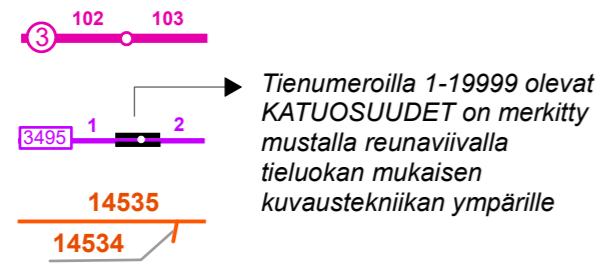 102 103
3
Tienumeroilla 1-19999 olevat
KATUOSUUDET on merkitty
mustalla reunaviivalla
tieluokan mukaisen
kuvaustekniikan ympärille
3495 1 2
14535
14534